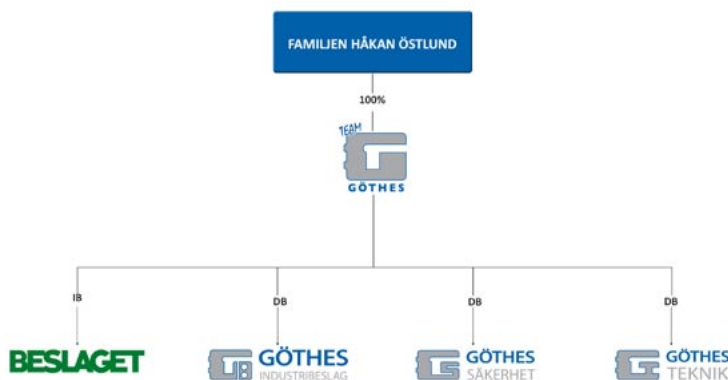 FAMILJEN HÅKAN ÖSTLUND
100%
TEAM
GÖTHES
IB
DB
DB
DB
BESLAGET
GÖTHES
INDUSTRIBESLAG
GÖTHES
SÄKERHET
GÖTHES
TEKNIK